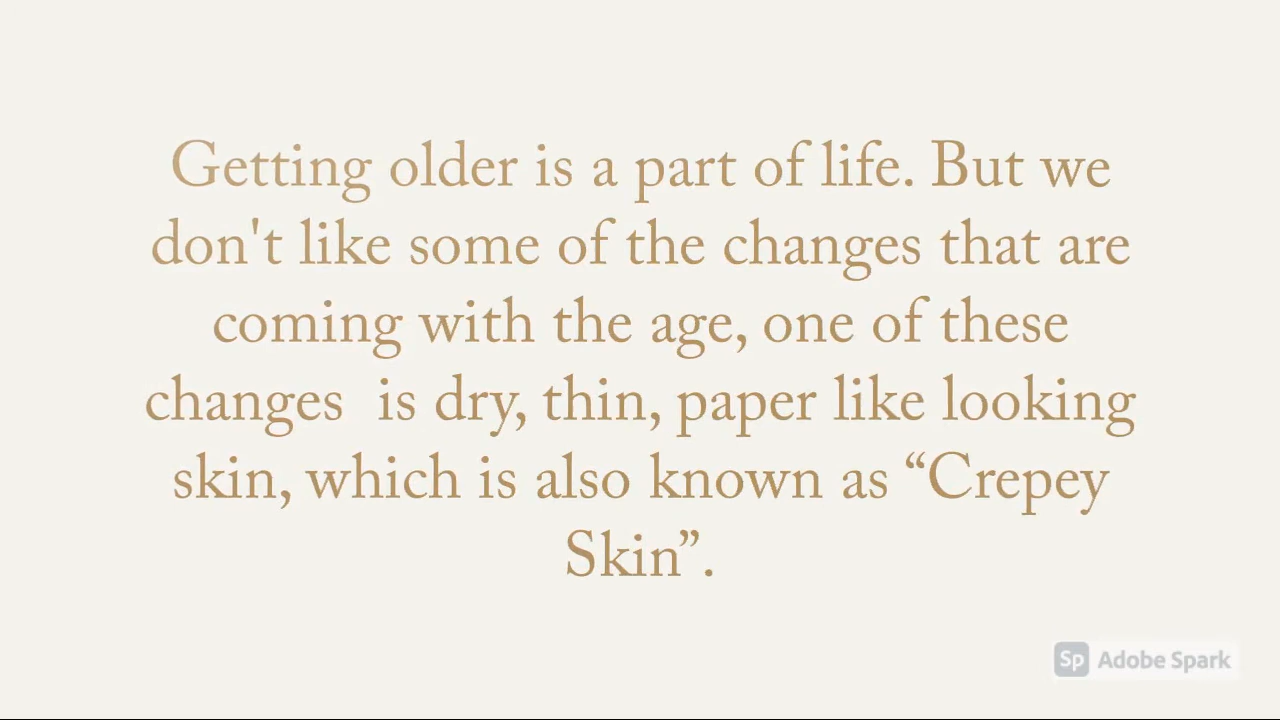 Getting older is a part of life. But we
don't like some of the changes that are
coming with the age, one of these
changes  is dry, thin, paper like looking
skin, which is also known as “Crepey
Skin”.
Sp Adobe Spark